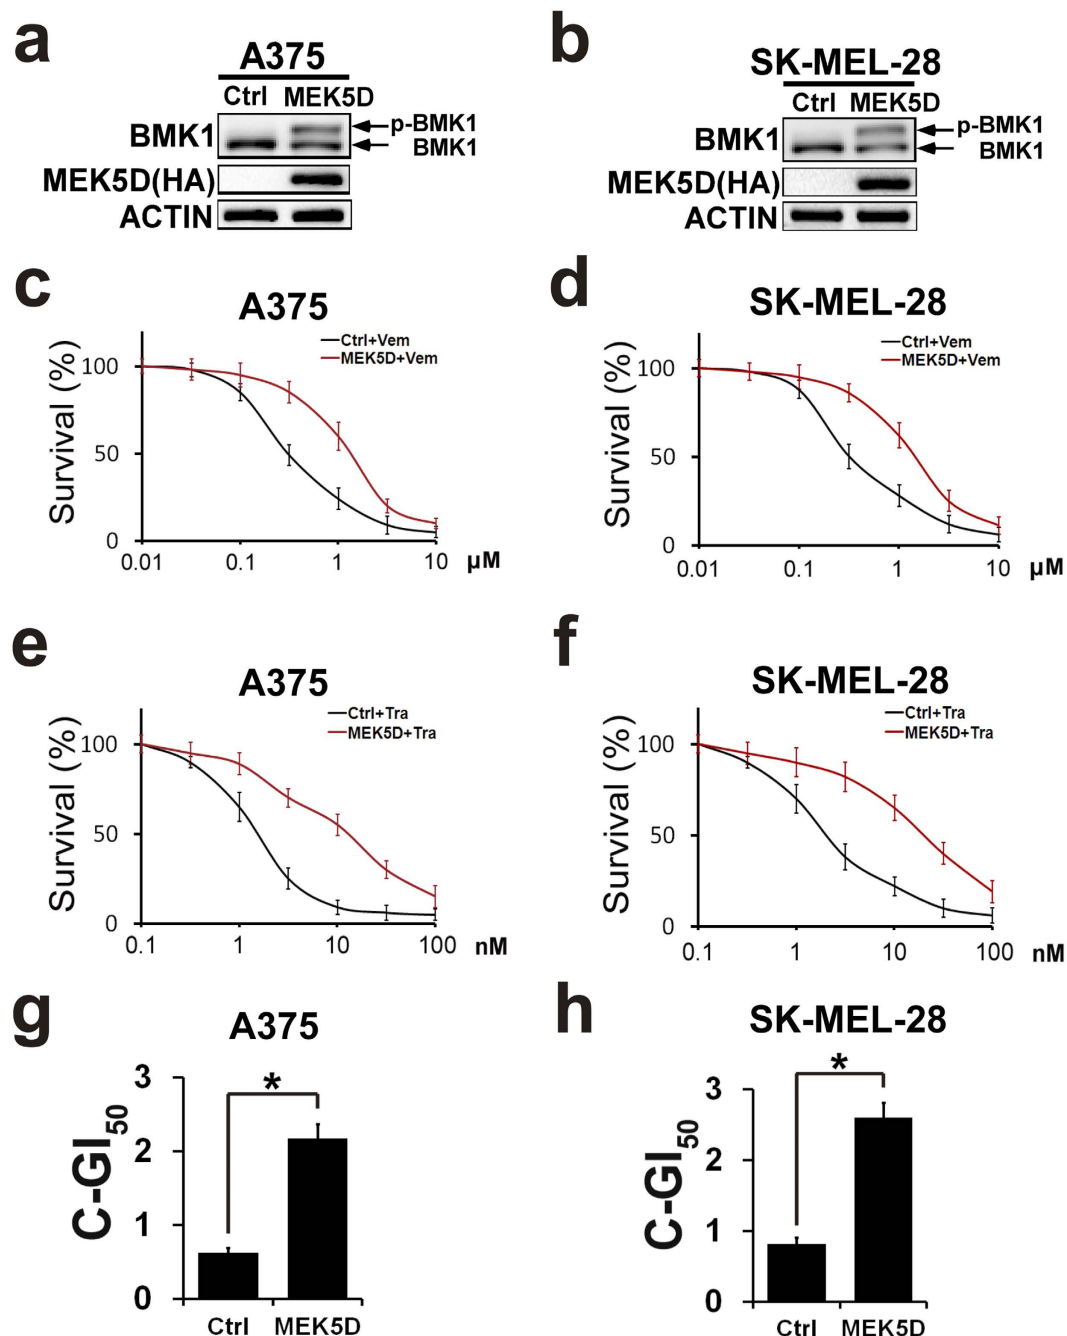 a
A375
Ctrl MEK5D
BMK1
p-BMK1
BMK1
MEK5D(HA)
ACTIN
b
SK-MEL-28
Ctrl MEK5D
BMK1
p-BMK1
BMK1
MEK5D(HA)
ACTIN
c
A375
Ctrl+Vem
MEK5D+Vem
Survival (%)
100
50
0
0.01 0.1 1 10 µM
d
SK-MEL-28
Ctrl+Vem
MEK5D+Vem
Survival (%)
100
50
0
0.01 0.1 1 10 µM
e
A375
Ctrl+Tra
MEK5D+Tra
Survival (%)
100
50
0
0.1 1 10 100 nM
f
SK-MEL-28
Ctrl+Tra
MEK5D+Tra
Survival (%)
100
50
0
0.1 1 10 100 nM
g
A375
C-GI50
3
2
1
0
*
Ctrl MEK5D
h
SK-MEL-28
C-GI50
3
2
1
0
*
Ctrl MEK5D